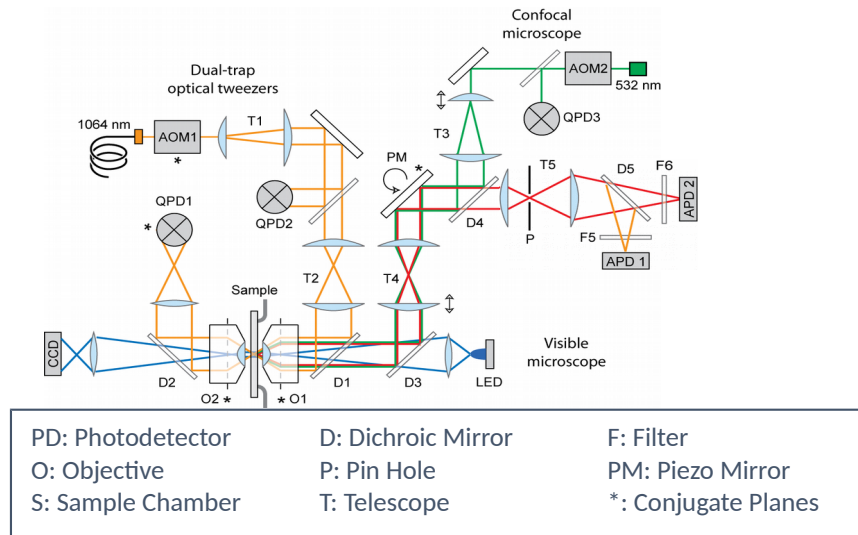 Confocal
microscope
Dual-trap
optical tweezers
AOM2
532 nm
1064 nm
AOM1
*
T1
QPD3
T3
PM
*
T5
D5
F6
APD 2
QPD1
*
QPD2
D4
P
F5
APD 1
T2
T4
Sample
Visible
microscope
CCD
D2
D1
D3
LED
O2 *
* O1
PD: Photodetector
D: Dichroic Mirror
F: Filter
O: Objective
P: Pin Hole
PM: Piezo Mirror
S: Sample Chamber
T: Telescope
*: Conjugate Planes